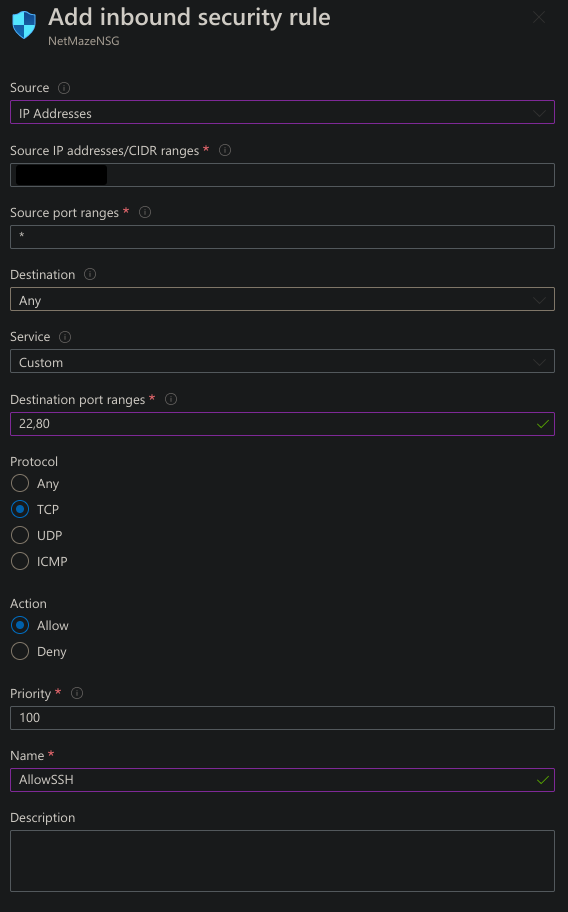 Add inbound security rule
NetMazeNSG
Source
IP Addresses
Source IP addresses/CIDR ranges *
Source port ranges *
*
Destination
Any
Service
Custom
Destination port ranges *
22,80
Protocol
Any
TCP
UDP
ICMP
Action
Allow
Deny
Priority *
100
Name *
AllowSSH
Description